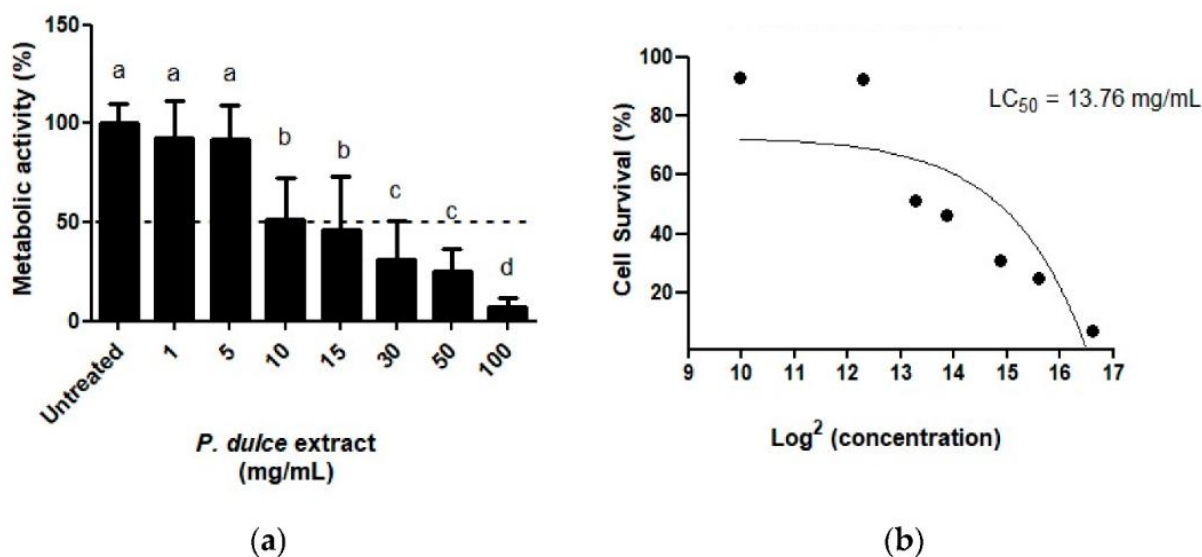 150
100
50
0
Metabolic activity (%)
a a a b b c c d
Untreated 1 5 10 15 30 50 100
P. dulce extract
(mg/mL)
(a)
100
80
60
40
20
Cell Survival (%)
LC₅₀ = 13.76 mg/mL
9 10 11 12 13 14 15 16 17
Log² (concentration)
(b)